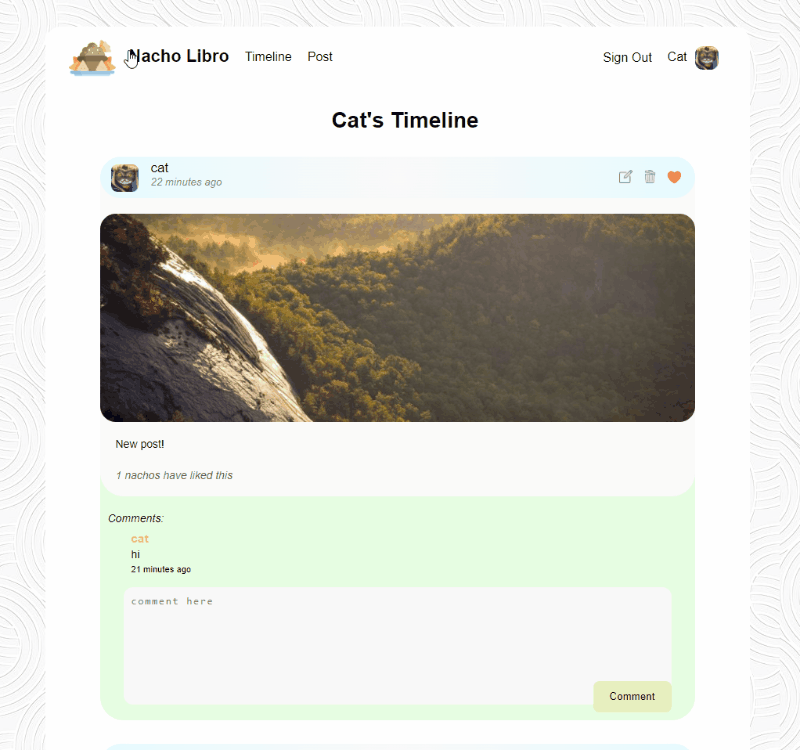 Nacho Libro Timeline Post Sign Out Cat
Cat's Timeline
cat
22 minutes ago
New post!
1 nachos have liked this
Comments:
cat
hi
21 minutes ago
comment here
Comment